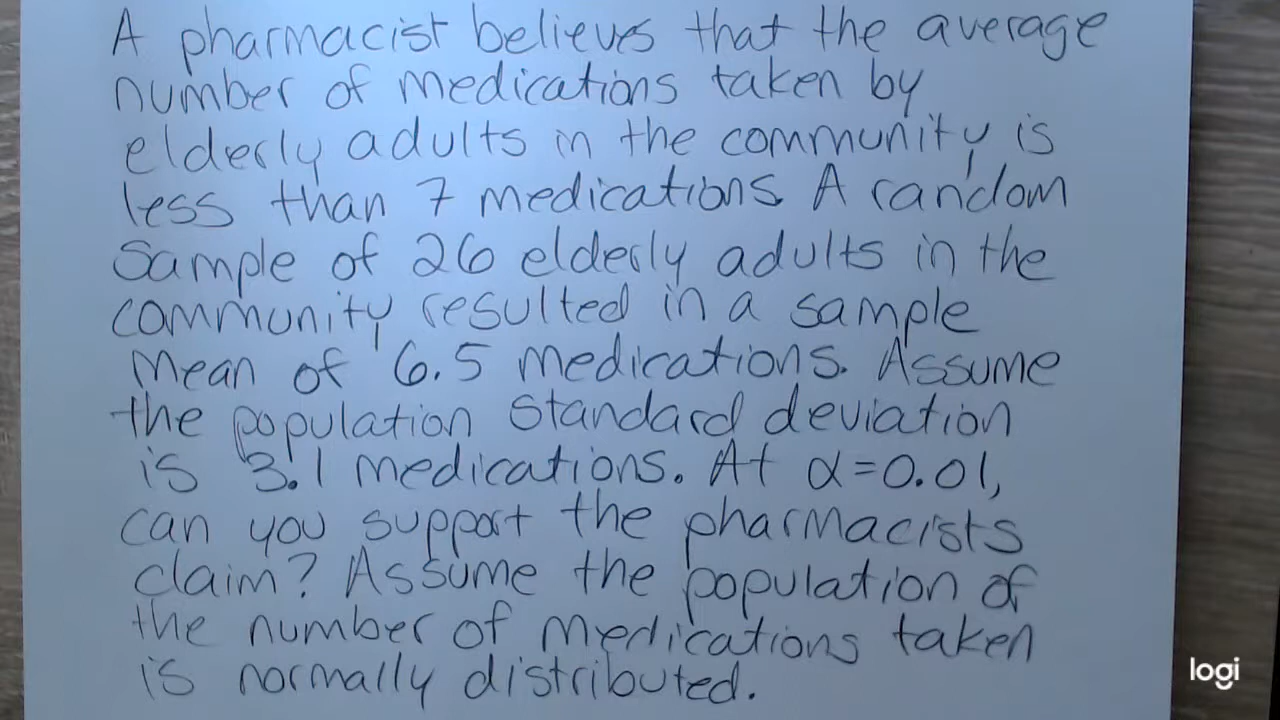 A pharmacist believes that the average
number of medications taken by
elderly adults in the community is
less than 7 medications. A random
sample of 26 elderly adults in the
community resulted in a sample
mean of 6.5 medications. Assume
the population standard deviation
is 3.1 medications. At α=0.01,
can you support the pharmacists
claim? Assume the population of
the number of medications taken
is normally distributed.
logi